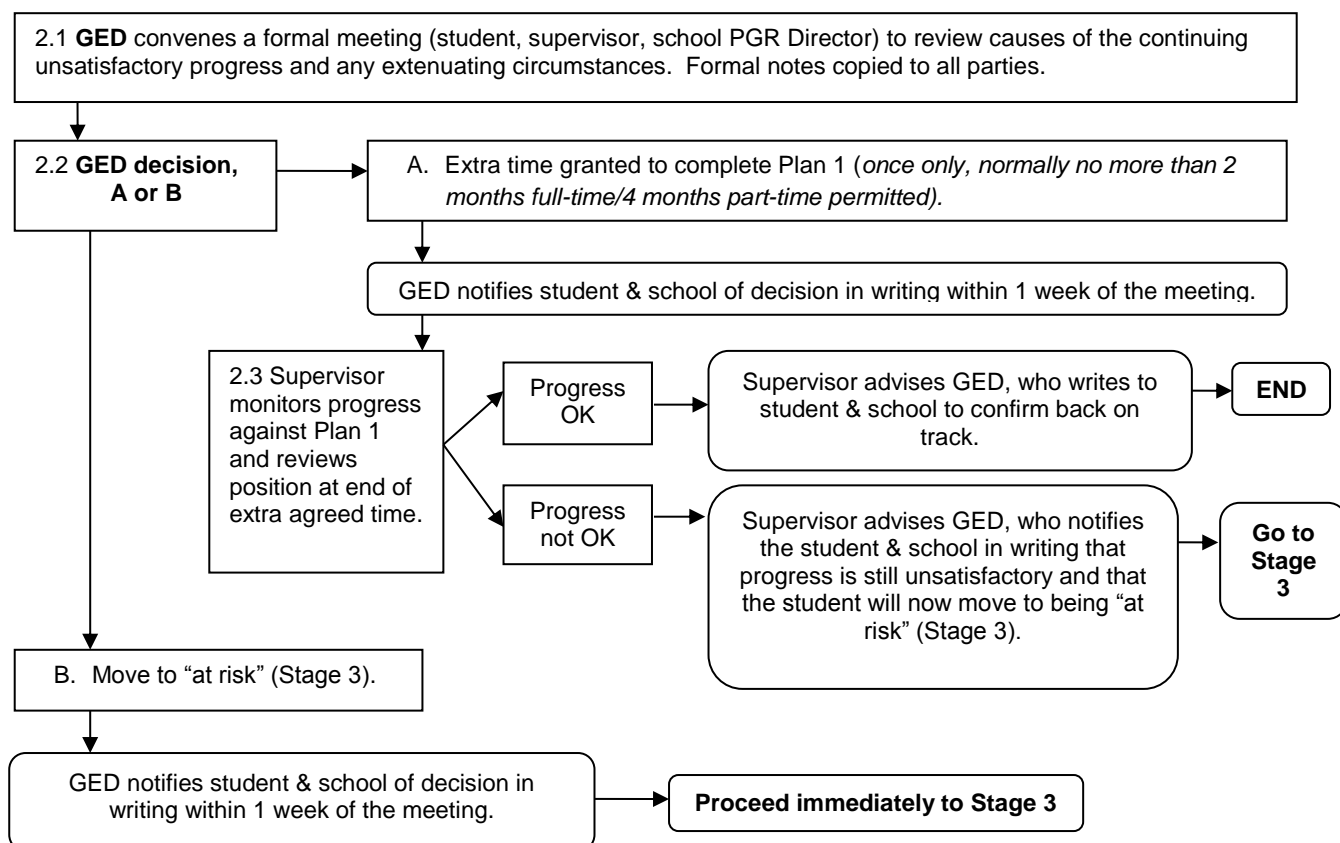 2.1 GED convenes a formal meeting (student, supervisor, school PGR Director) to review causes of the continuing
unsatisfactory progress and any extenuating circumstances.  Formal notes copied to all parties.
2.2 GED decision,
A or B
A. Extra time granted to complete Plan 1 (once only, normally no more than 2
months full-time/4 months part-time permitted).
GED notifies student & school of decision in writing within 1 week of the meeting.
2.3 Supervisor
monitors progress
against Plan 1
and reviews
position at end of
extra agreed time.
Progress
OK
Supervisor advises GED, who writes to
student & school to confirm back on
track.
END
Progress
not OK
Supervisor advises GED, who notifies
the student & school in writing that
progress is still unsatisfactory and that
the student will now move to being “at
risk” (Stage 3).
Go to
Stage
3
B. Move to “at risk” (Stage 3).
GED notifies student & school of decision in
writing within 1 week of the meeting.
Proceed immediately to Stage 3